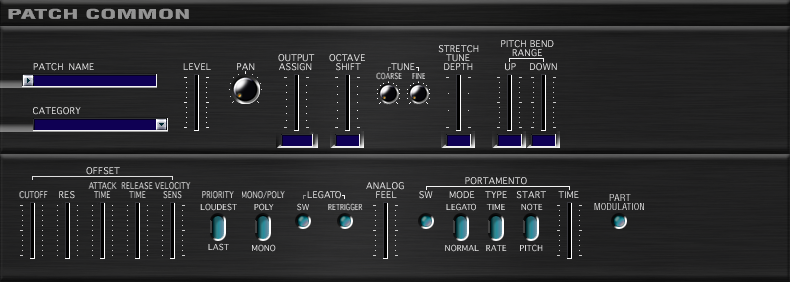 PATCH COMMON
PATCH NAME
CATEGORY
LEVEL
PAN
OUTPUT
ASSIGN
OCTAVE
SHIFT
TUNE
COARSE
FINE
STRETCH
TUNE
DEPTH
PITCH BEND
RANGE
UP
DOWN
OFFSET
CUTOFF
RES
ATTACK
TIME
RELEASE
TIME
VELOCITY
SENS
PRIORITY
LOUDEST
LAST
MONO/POLY
POLY
MONO
LEGATO
SW
RETRIGGER
ANALOG
FEEL
PORTAMENTO
SW
MODE
LEGATO
NORMAL
TYPE
TIME
RATE
START
NOTE
PITCH
TIME
PART
MODULATION